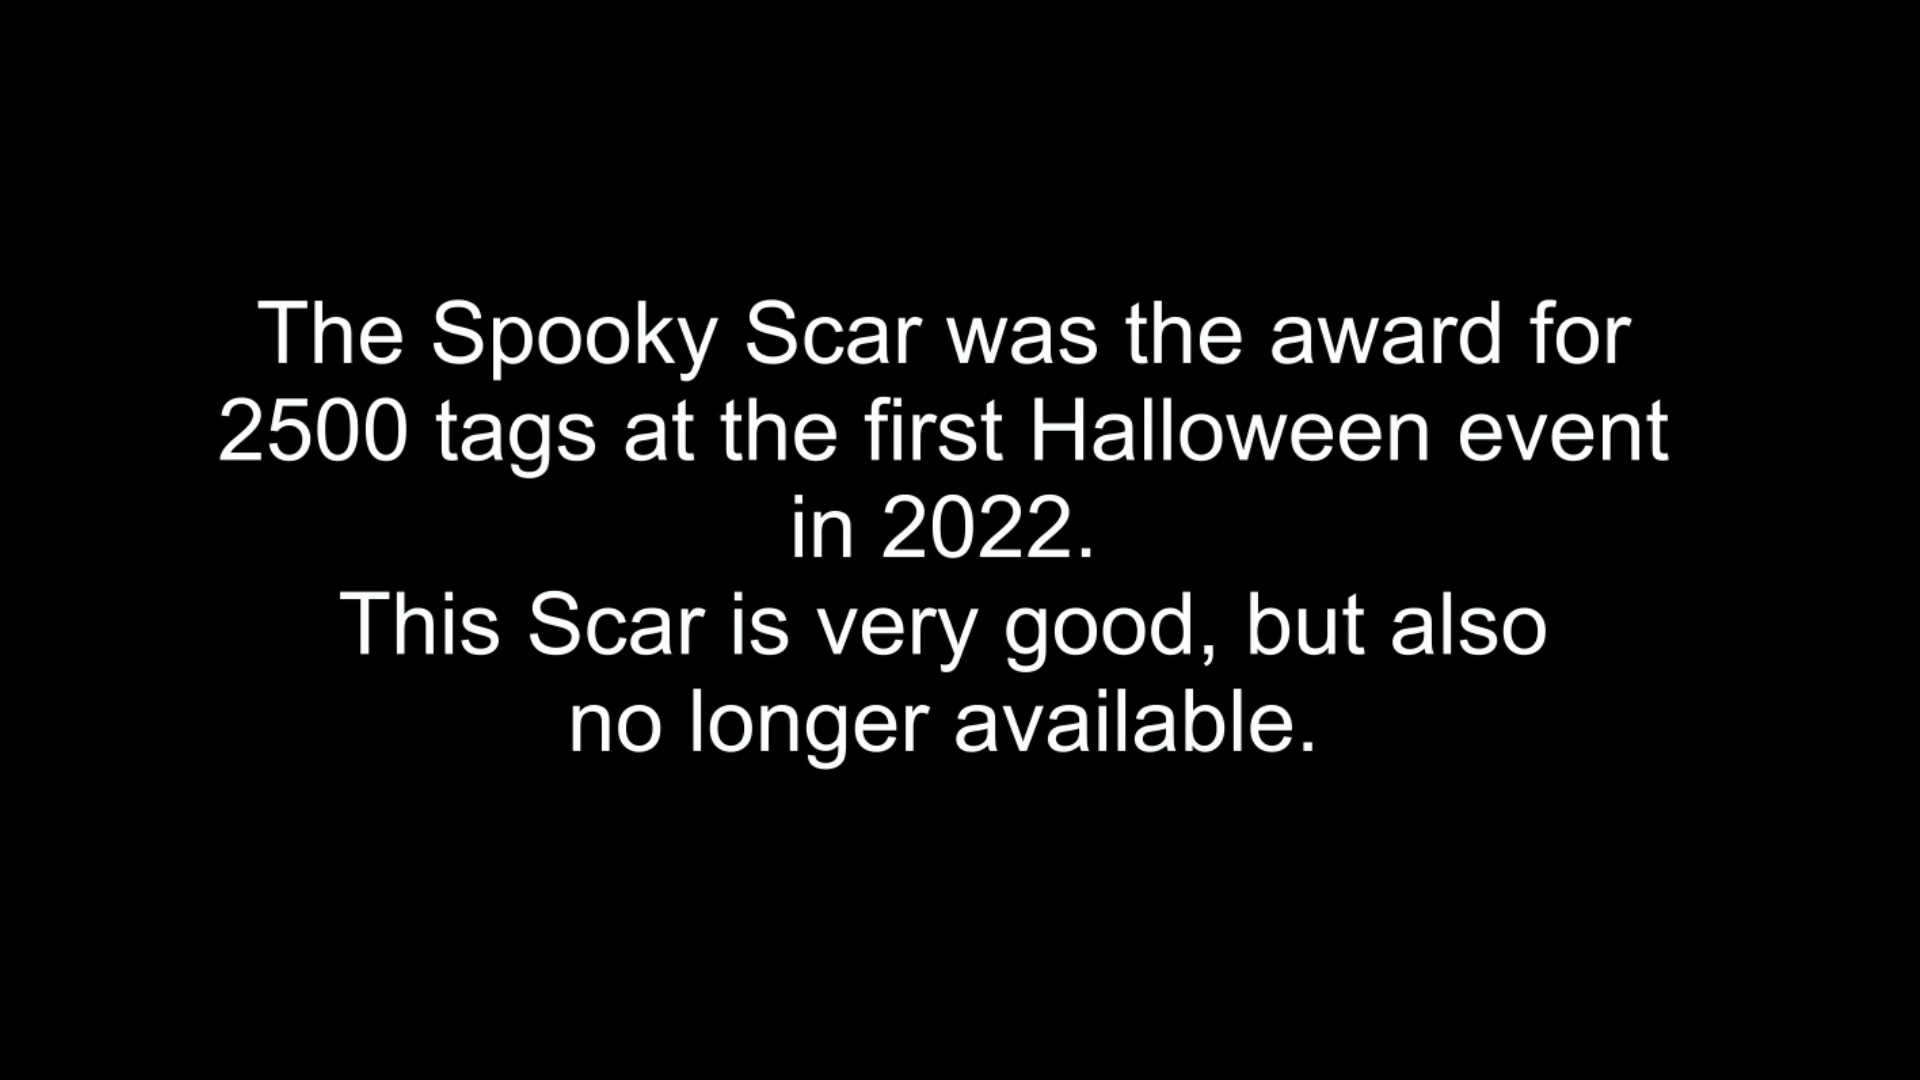 The Spooky Scar was the award for
2500 tags at the first Halloween event
in 2022.
This Scar is very good, but also
no longer available.